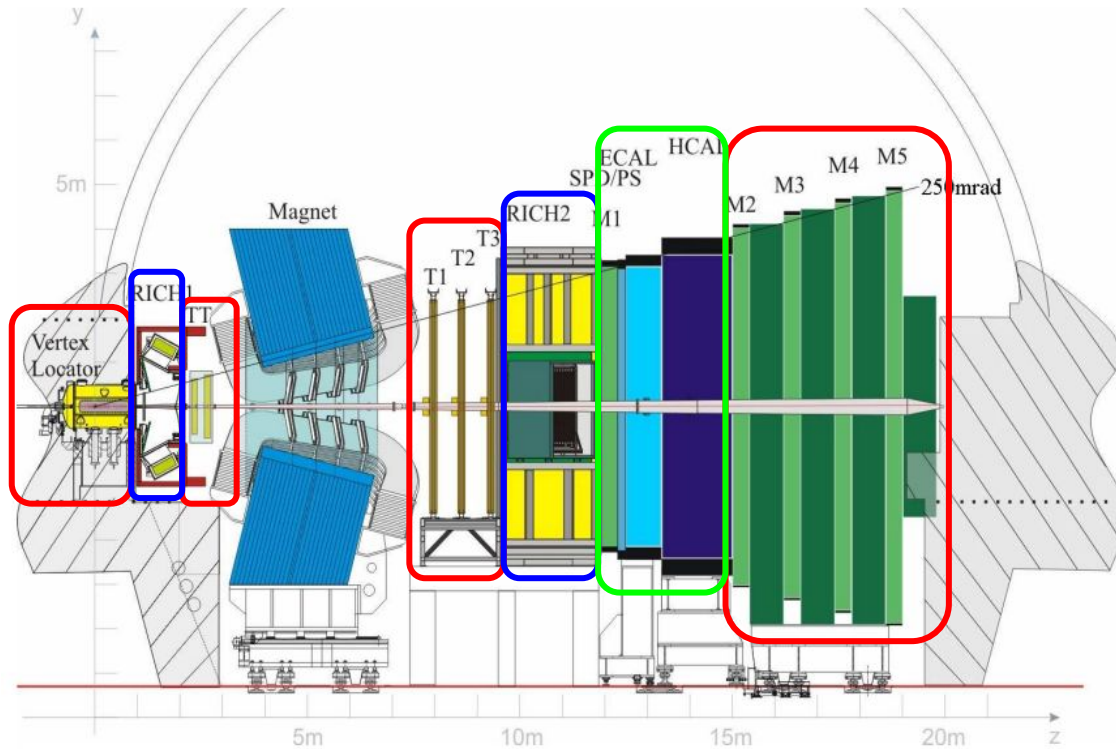 y
5m
Magnet
RICH1
TT
Vertex
Locator
T1
T2
T3
RICH2
SPD/PS
ECAL
HCAL
M1
M2
M3
M4
M5
250mrad
5m
10m
15m
20m
z